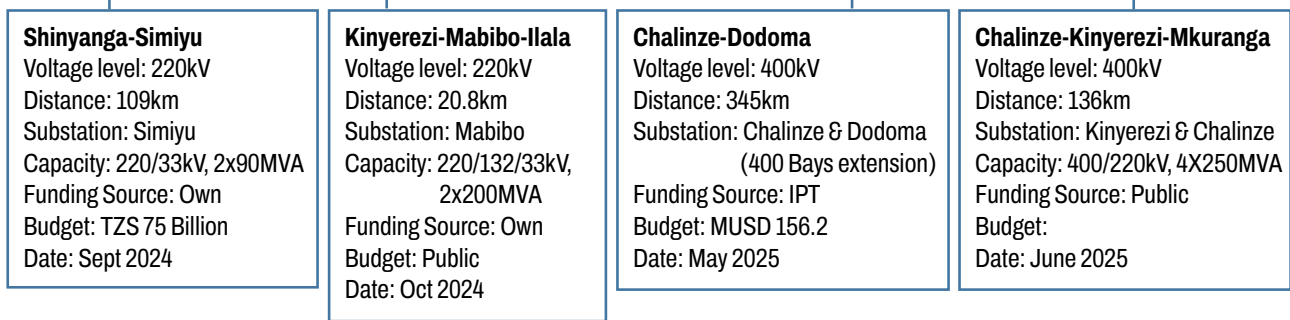 Shinyanga-Simiyu
Voltage level: 220kV
Distance: 109km
Substation: Simiyu
Capacity: 220/33kV, 2x90MVA
Funding Source: Own
Budget: TZS 75 Billion
Date: Sept 2024
Kinyerezi-Mabibo-Ilala
Voltage level: 220kV
Distance: 20.8km
Substation: Mabibo
Capacity: 220/132/33kV,
2x200MVA
Funding Source: Own
Budget: Public
Date: Oct 2024
Chalinze-Dodoma
Voltage level: 400kV
Distance: 345km
Substation: Chalinze & Dodoma
(400 Bays extension)
Funding Source: IPT
Budget: MUSD 156.2
Date: May 2025
Chalinze-Kinyerezi-Mkuranga
Voltage level: 400kV
Distance: 136km
Substation: Kinyerezi & Chalinze
Capacity: 400/220kV, 4X250MVA
Funding Source: Public
Budget:
Date: June 2025